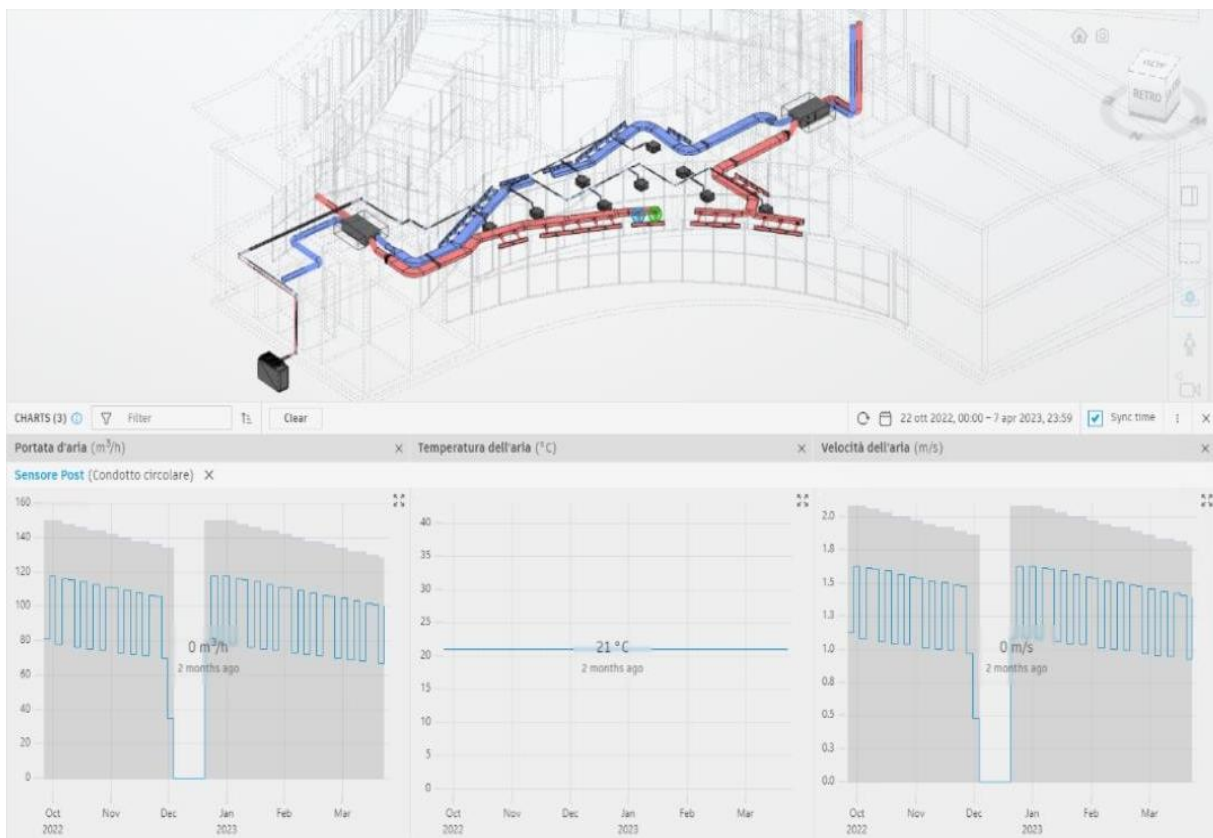 RETRO
CHARTS (3) Filter Clear 22 ott 2022, 00:00 – 7 apr 2023, 23:59 Sync time
Portata d'aria (m³/h)
Sensore Post (Condotto circolare)
160
140
120
100
80
60
40
20
0
0 m³/h
2 months ago
Oct Nov Dec Jan Feb Mar
2022 2023
Temperatura dell'aria (°C)
40
35
30
25
20
15
10
5
0
21 °C
2 months ago
Oct Nov Dec Jan Feb Mar
2022 2023
Velocità dell'aria (m/s)
2.0
1.8
1.5
1.3
1.0
0.8
0.5
0.3
0.0
0 m/s
2 months ago
Oct Nov Dec Jan Feb Mar
2022 2023